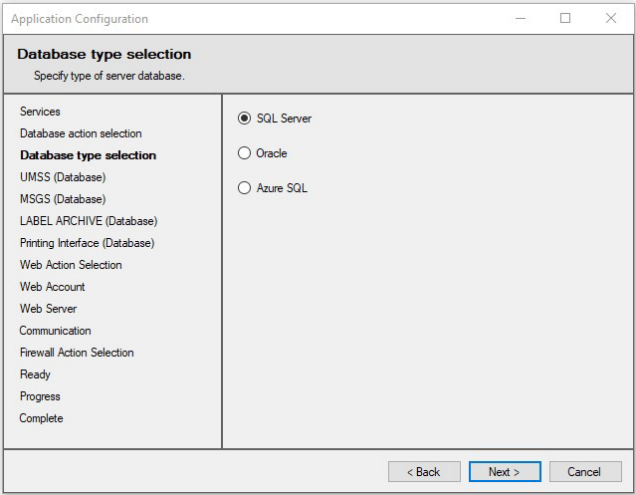 Application Configuration
Database type selection
Specify type of server database.
Services
Database action selection
Database type selection
UMSS (Database)
MSGS (Database)
LABEL ARCHIVE (Database)
Printing Interface (Database)
Web Action Selection
Web Account
Web Server
Communication
Firewall Action Selection
Ready
Progress
Complete
SQL Server
Oracle
Azure SQL
< Back
Next >
Cancel